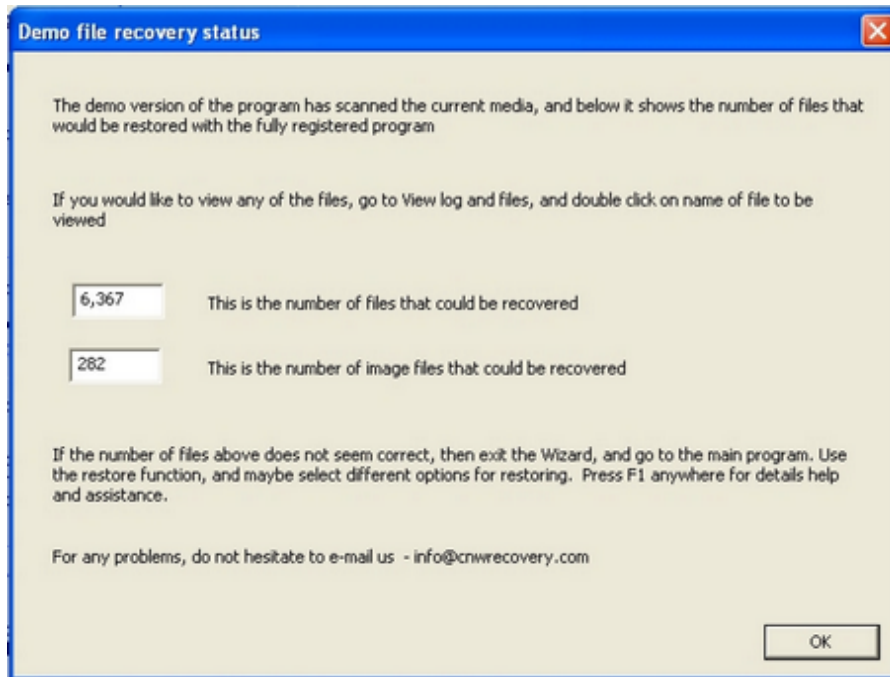 Demo file recovery status
The demo version of the program has scanned the current media, and below it shows the number of files that
would be restored with the fully registered program
If you would like to view any of the files, go to View log and files, and double click on name of file to be
viewed
6,367 This is the number of files that could be recovered
282 This is the number of image files that could be recovered
If the number of files above does not seem correct, then exit the Wizard, and go to the main program. Use
the restore function, and maybe select different options for restoring. Press F1 anywhere for details help
and assistance.
For any problems, do not hesitate to e-mail us - info@cnwrecovery.com
OK